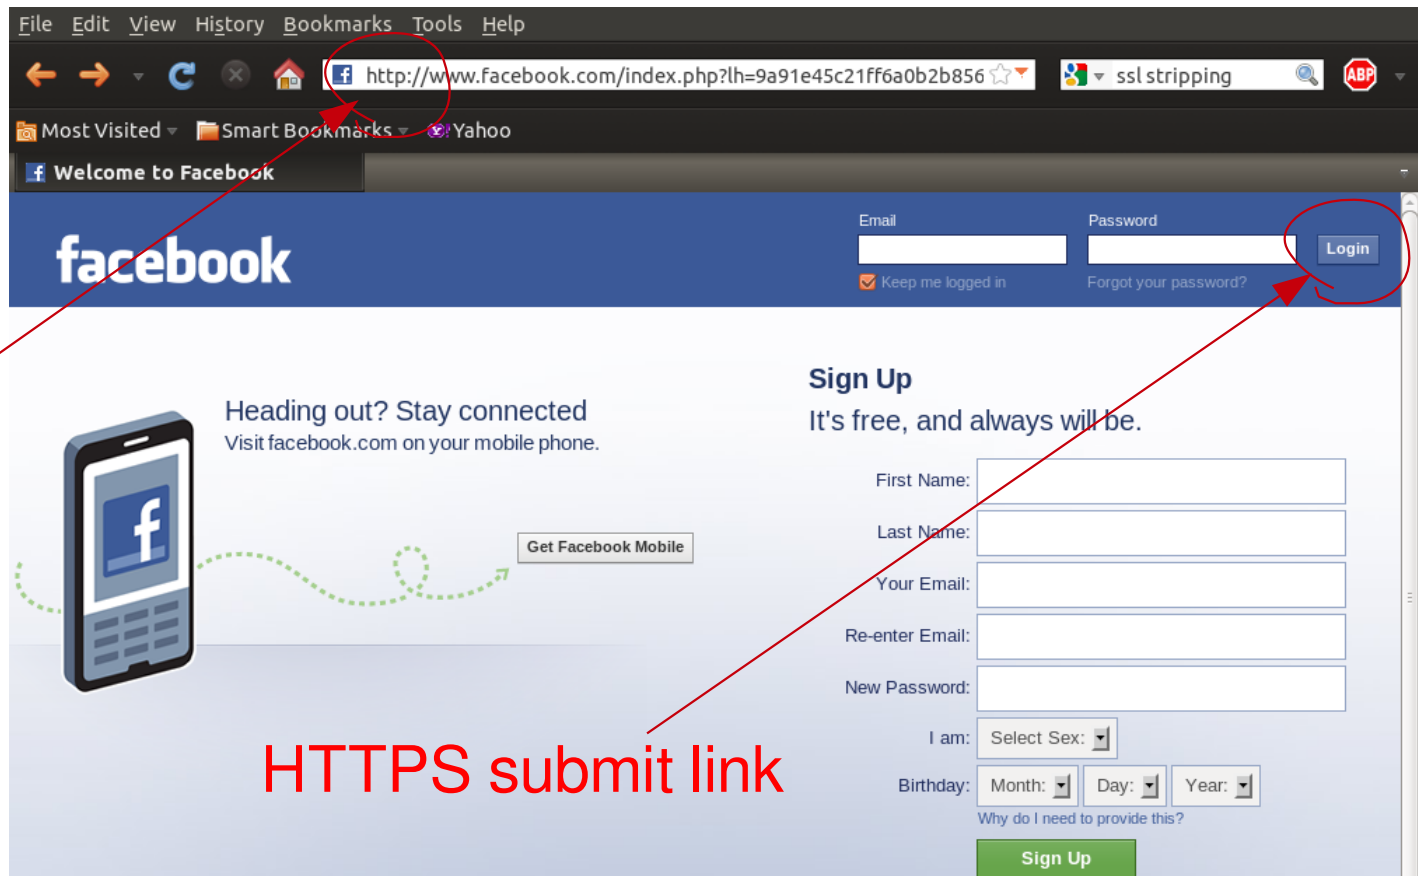 File Edit View History Bookmarks Tools Help
http://www.facebook.com/index.php?lh=9a91e45c21ff6a0b2b856
ssl stripping
ABP
Most Visited Smart Bookmarks Yahoo
Welcome to Facebook
facebook
Email Password
Login
Keep me logged in Forgot your password?
Heading out? Stay connected
Visit facebook.com on your mobile phone.
Get Facebook Mobile
Sign Up
It's free, and always will be.
First Name:
Last Name:
Your Email:
Re-enter Email:
New Password:
I am: Select Sex:
Birthday: Month: Day: Year:
Why do I need to provide this?
Sign Up
HTTPS submit link